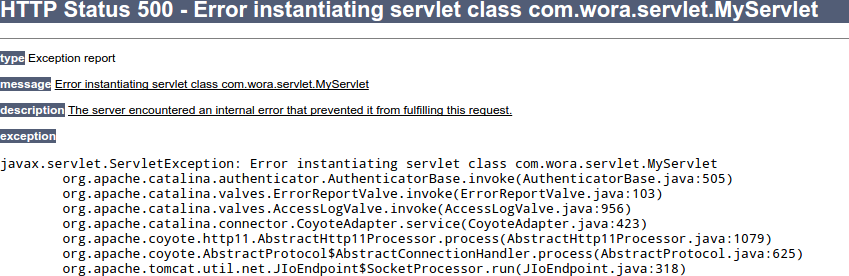 HTTP Status 500 - Error instantiating servlet class com.wora.servlet.MyServlet
type Exception report
message Error instantiating servlet class com.wora.servlet.MyServlet
description The server encountered an internal error that prevented it from fulfilling this request.
exception
javax.servlet.ServletException: Error instantiating servlet class com.wora.servlet.MyServlet
org.apache.catalina.authenticator.AuthenticatorBase.invoke(AuthenticatorBase.java:505)
org.apache.catalina.valves.ErrorReportValve.invoke(ErrorReportValve.java:103)
org.apache.catalina.valves.AccessLogValve.invoke(AccessLogValve.java:956)
org.apache.catalina.connector.CoyoteAdapter.service(CoyoteAdapter.java:423)
org.apache.coyote.http11.AbstractHttp11Processor.process(AbstractHttp11Processor.java:1079)
org.apache.coyote.AbstractProtocol$AbstractConnectionHandler.process(AbstractProtocol.java:625)
org.apache.tomcat.util.net.JIoEndpoint$SocketProcessor.run(JIoEndpoint.java:318)